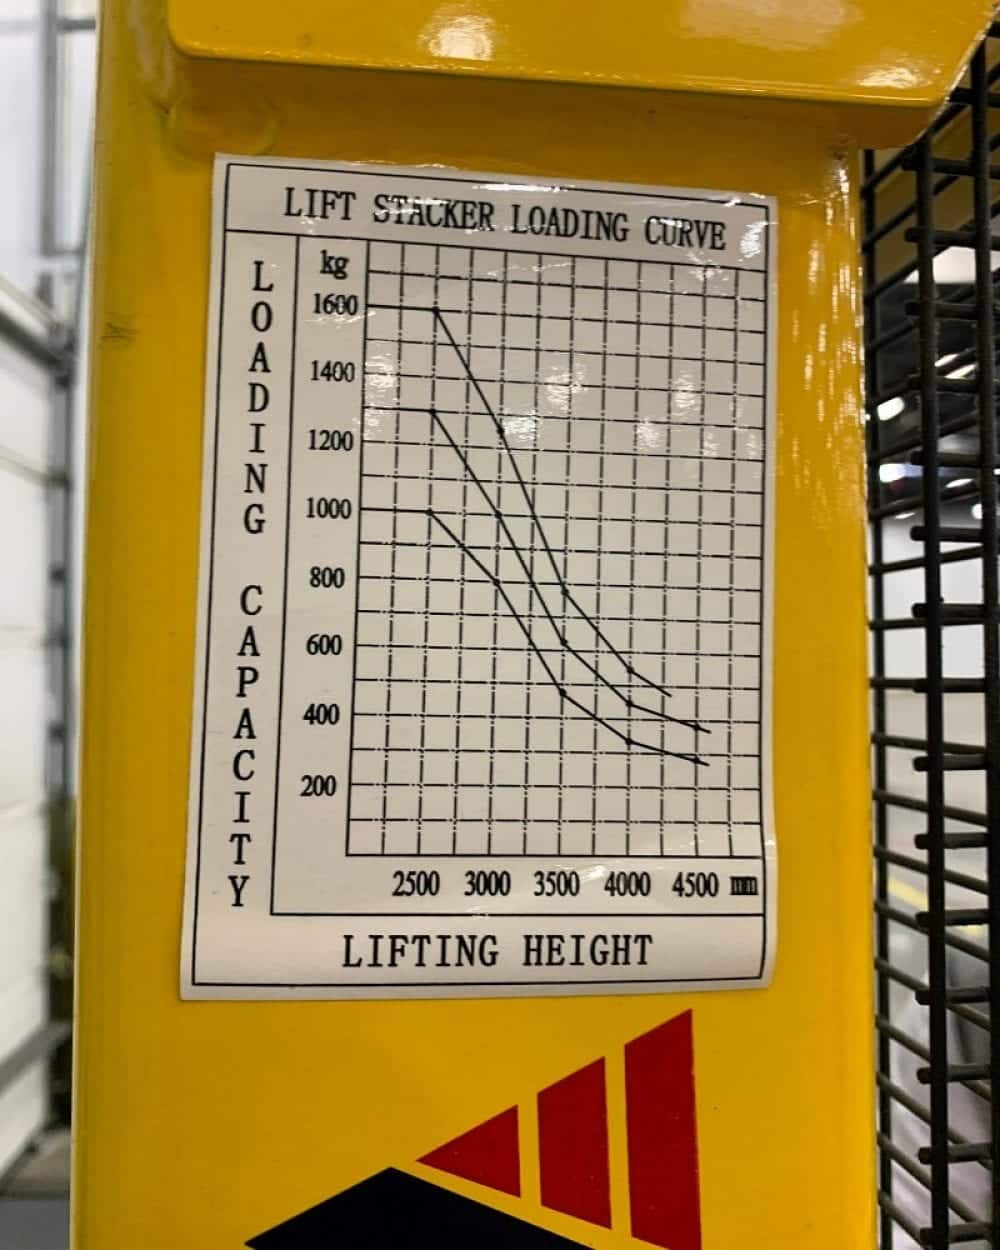 LIFT STACKER LOADING CURVE
LOADING CAPACITY
kg
1600
1400
1200
1000
800
600
400
200
2500 3000 3500 4000 4500 mm
LIFTING HEIGHT